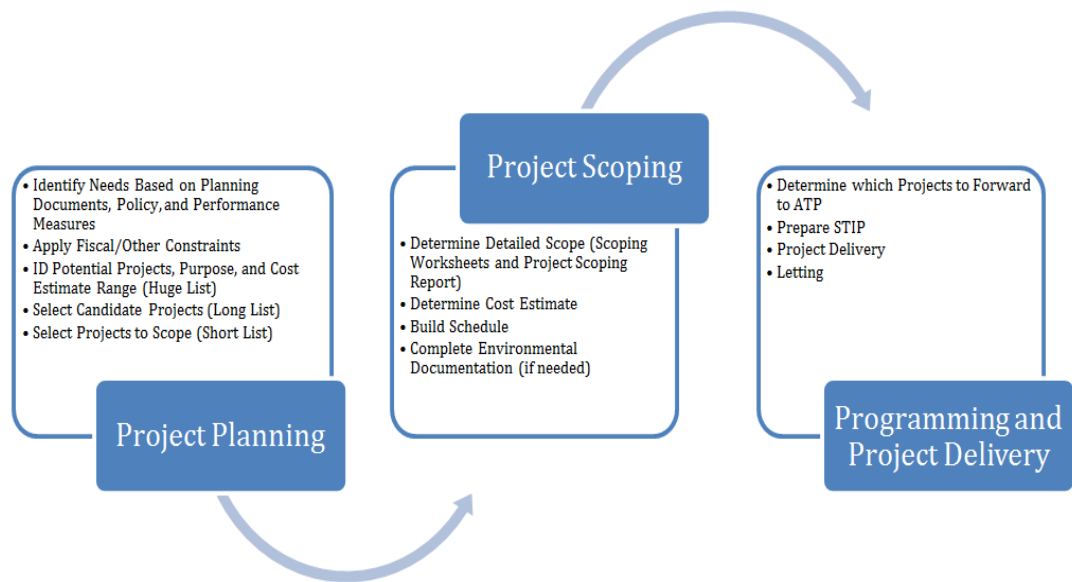 • Identify Needs Based on Planning
Documents, Policy, and Performance
Measures
• Apply Fiscal/Other Constraints
• ID Potential Projects, Purpose, and Cost
Estimate Range (Huge List)
• Select Candidate Projects (Long List)
• Select Projects to Scope (Short List)
Project Planning
Project Scoping
• Determine Detailed Scope (Scoping
Worksheets and Project Scoping
Report)
• Determine Cost Estimate
• Build Schedule
• Complete Environmental
Documentation (if needed)
• Determine which Projects to Forward
to ATP
• Prepare STIP
• Project Delivery
• Letting
Programming and
Project Delivery